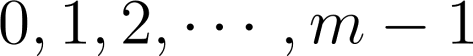 0, 1, 2, ⋯ , m − 1